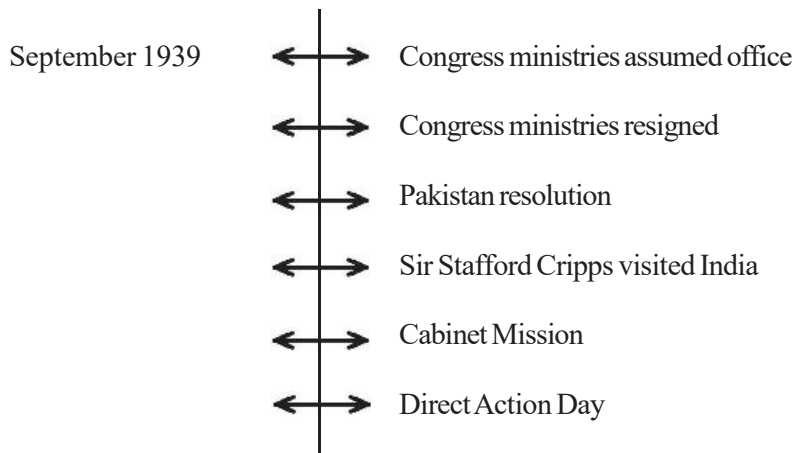 September 1939 Congress ministries assumed office
Congress ministries resigned
Pakistan resolution
Sir Stafford Cripps visited India
Cabinet Mission
Direct Action Day